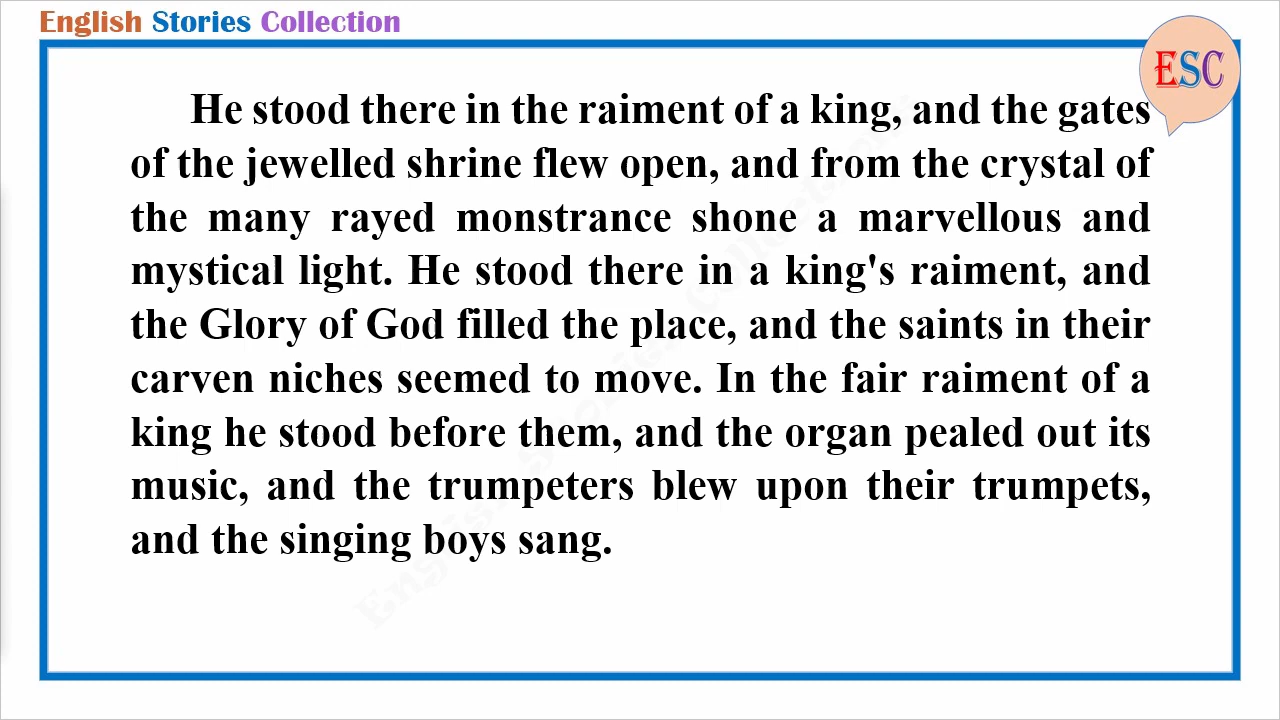 English Stories Collection
ESC
He stood there in the raiment of a king, and the gates
of the jewelled shrine flew open, and from the crystal of
the many rayed monstrance shone a marvellous and
mystical light. He stood there in a king's raiment, and
the Glory of God filled the place, and the saints in their
carven niches seemed to move. In the fair raiment of a
king he stood before them, and the organ pealed out its
music, and the trumpeters blew upon their trumpets,
and the singing boys sang.